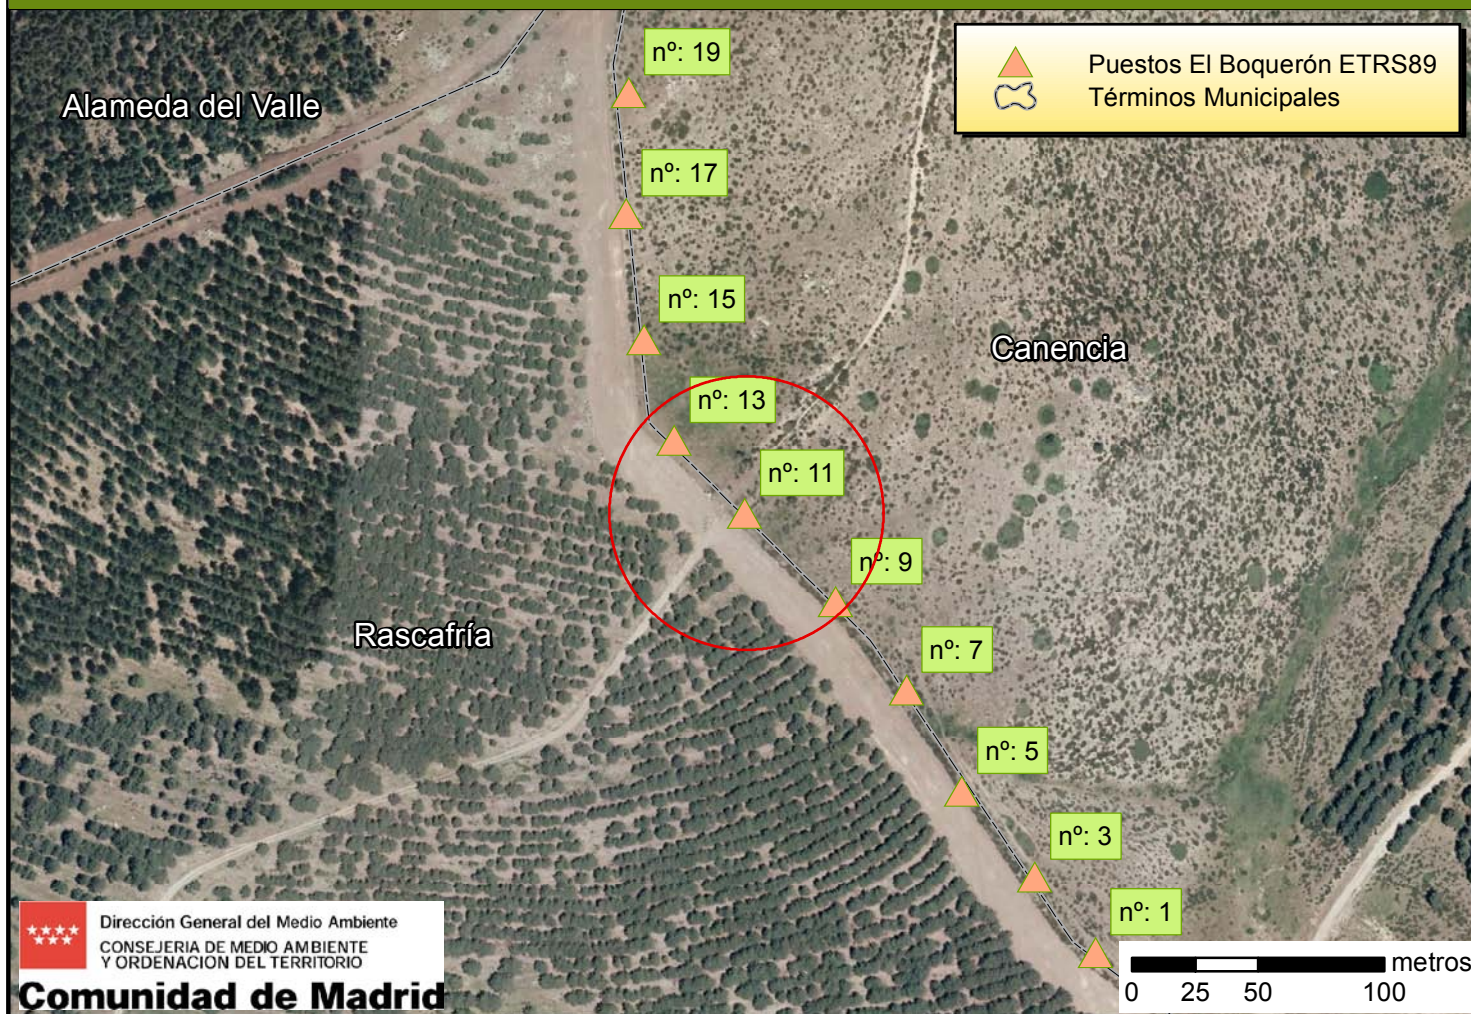 nº: 19
Puestos El Boquerón ETRS89
Términos Municipales
Alameda del Valle
nº: 17
nº: 15
Canencia
nº: 13
nº: 11
nº: 9
Rascafría
nº: 7
nº: 5
nº: 3
nº: 1
Dirección General del Medio Ambiente
CONSEJERIA DE MEDIO AMBIENTE
Y ORDENACION DEL TERRITORIO
Comunidad de Madrid
metros
0 25 50 100